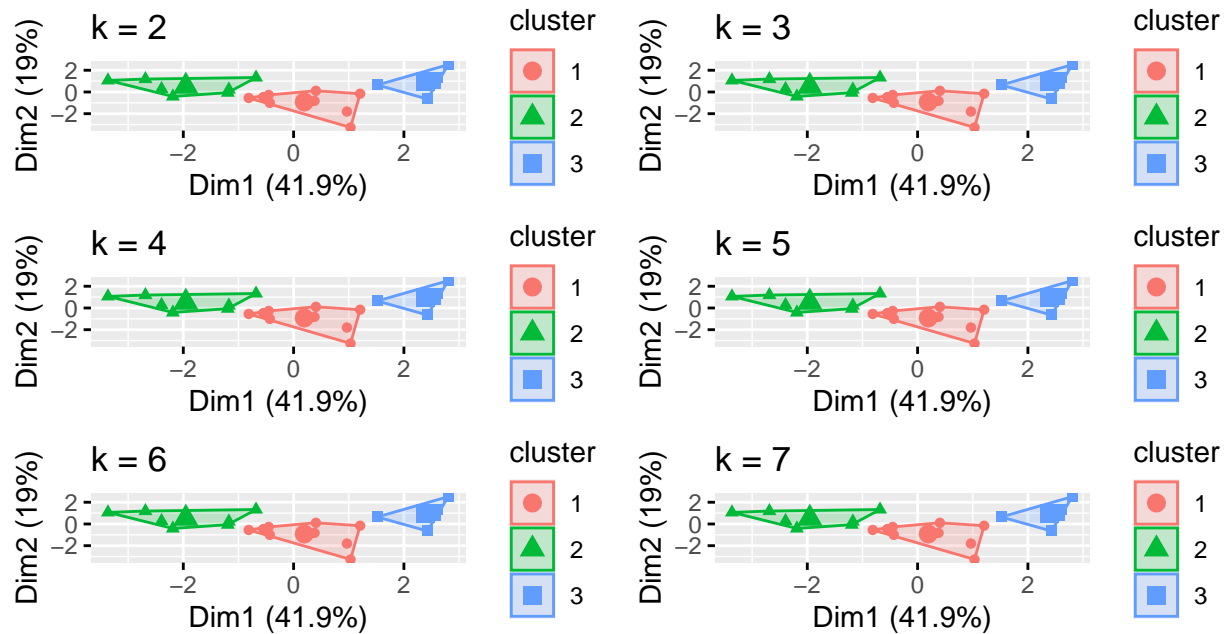 k = 2
Dim2 (19%)
2
0
−2
−2
0
2
Dim1 (41.9%)
cluster
1
2
3
k = 3
Dim2 (19%)
2
0
−2
−2
0
2
Dim1 (41.9%)
cluster
1
2
3
k = 4
Dim2 (19%)
2
0
−2
−2
0
2
Dim1 (41.9%)
cluster
1
2
3
k = 5
Dim2 (19%)
2
0
−2
−2
0
2
Dim1 (41.9%)
cluster
1
2
3
k = 6
Dim2 (19%)
2
0
−2
−2
0
2
Dim1 (41.9%)
cluster
1
2
3
k = 7
Dim2 (19%)
2
0
−2
−2
0
2
Dim1 (41.9%)
cluster
1
2
3